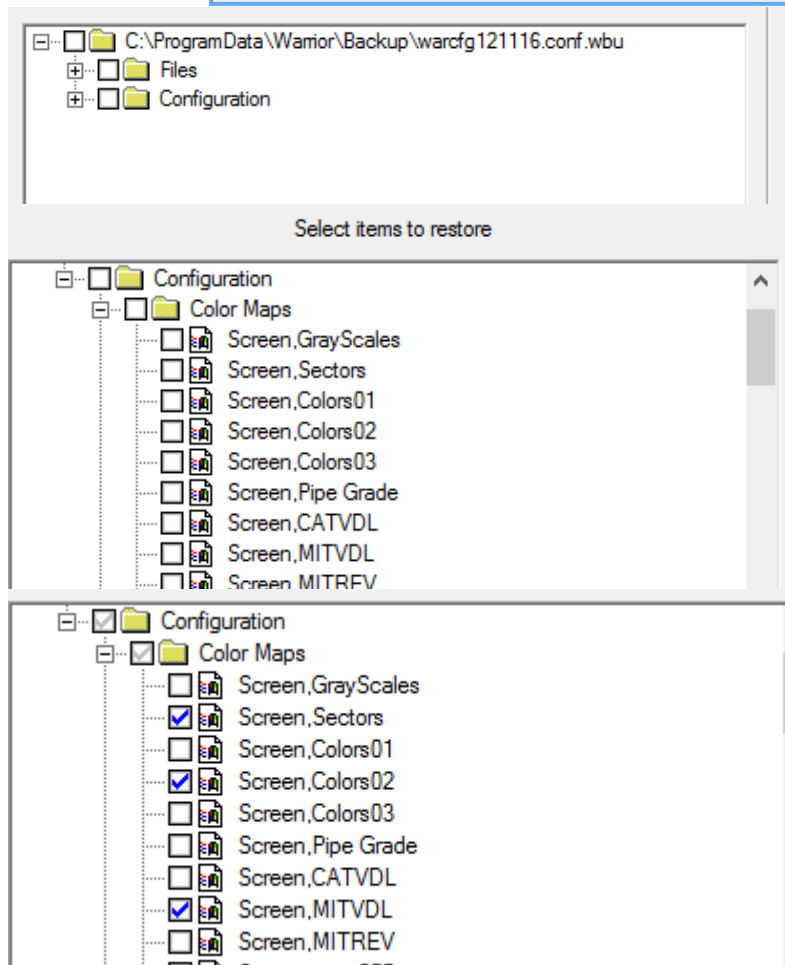 C:\ProgramData\Warrior\Backup\warcfg121116.conf.wbu
Files
Configuration
Select items to restore
Configuration
Color Maps
Screen,GrayScales
Screen,Sectors
Screen,Colors01
Screen,Colors02
Screen,Colors03
Screen,Pipe Grade
Screen,CATVDL
Screen,MITVDL
Screen,MITREV
Configuration
Color Maps
Screen,GrayScales
Screen,Sectors
Screen,Colors01
Screen,Colors02
Screen,Colors03
Screen,Pipe Grade
Screen,CATVDL
Screen,MITVDL
Screen,MITREV